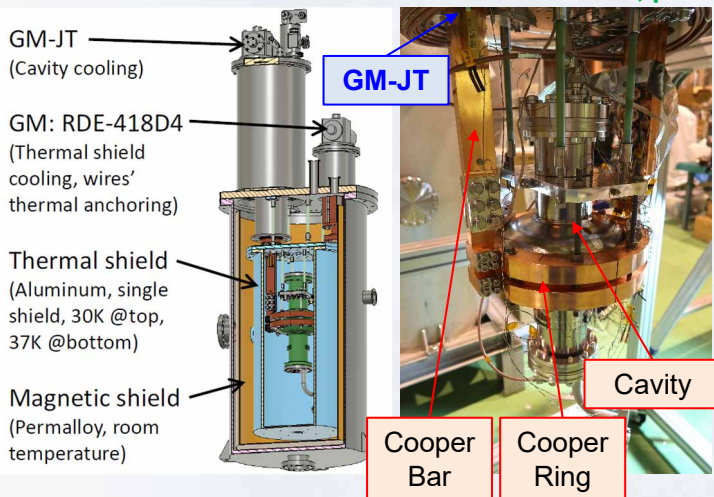 GM-JT
(Cavity cooling)
GM: RDE-418D4
(Thermal shield
cooling, wires’
thermal anchoring)
Thermal shield
(Aluminum, single
shield, 30K @top,
37K @bottom)
Magnetic shield
(Permalloy, room
temperature)
GM-JT
Cavity
Cooper
Bar
Cooper
Ring